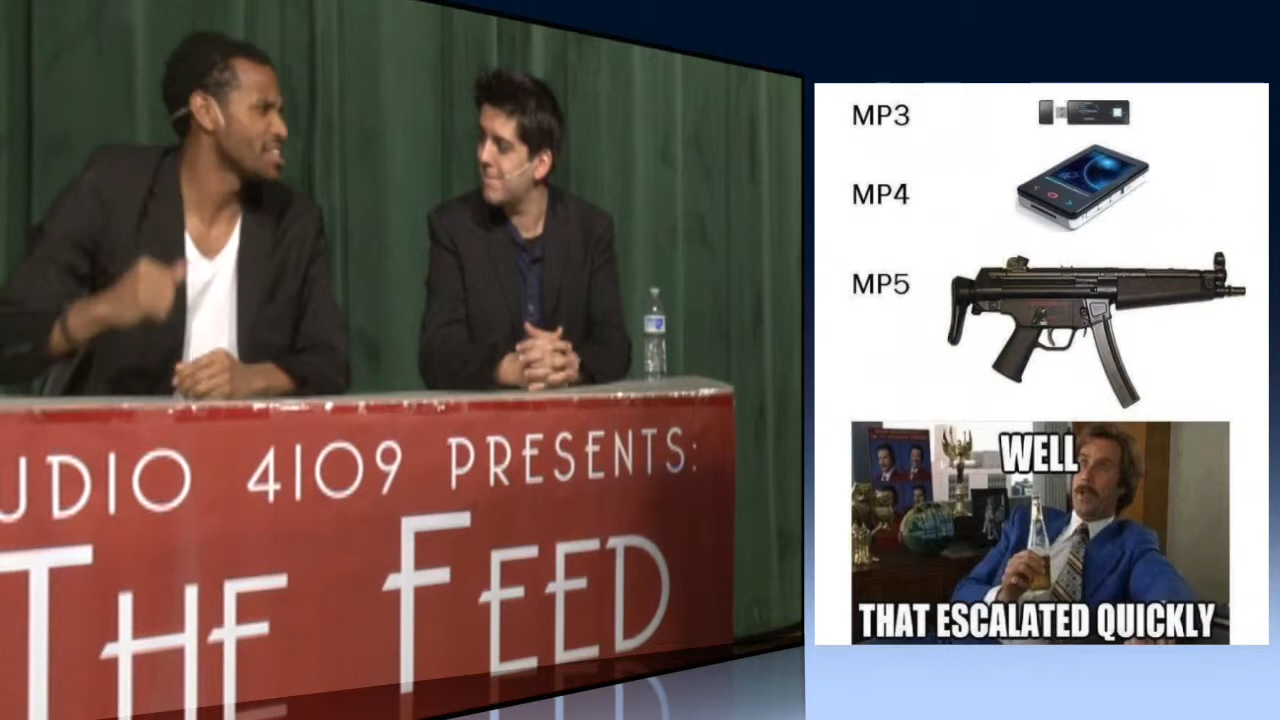 UDIO 4109 PRESENTS:
THE FEED
MP3
MP4
MP5
WELL
THAT ESCALATED QUICKLY